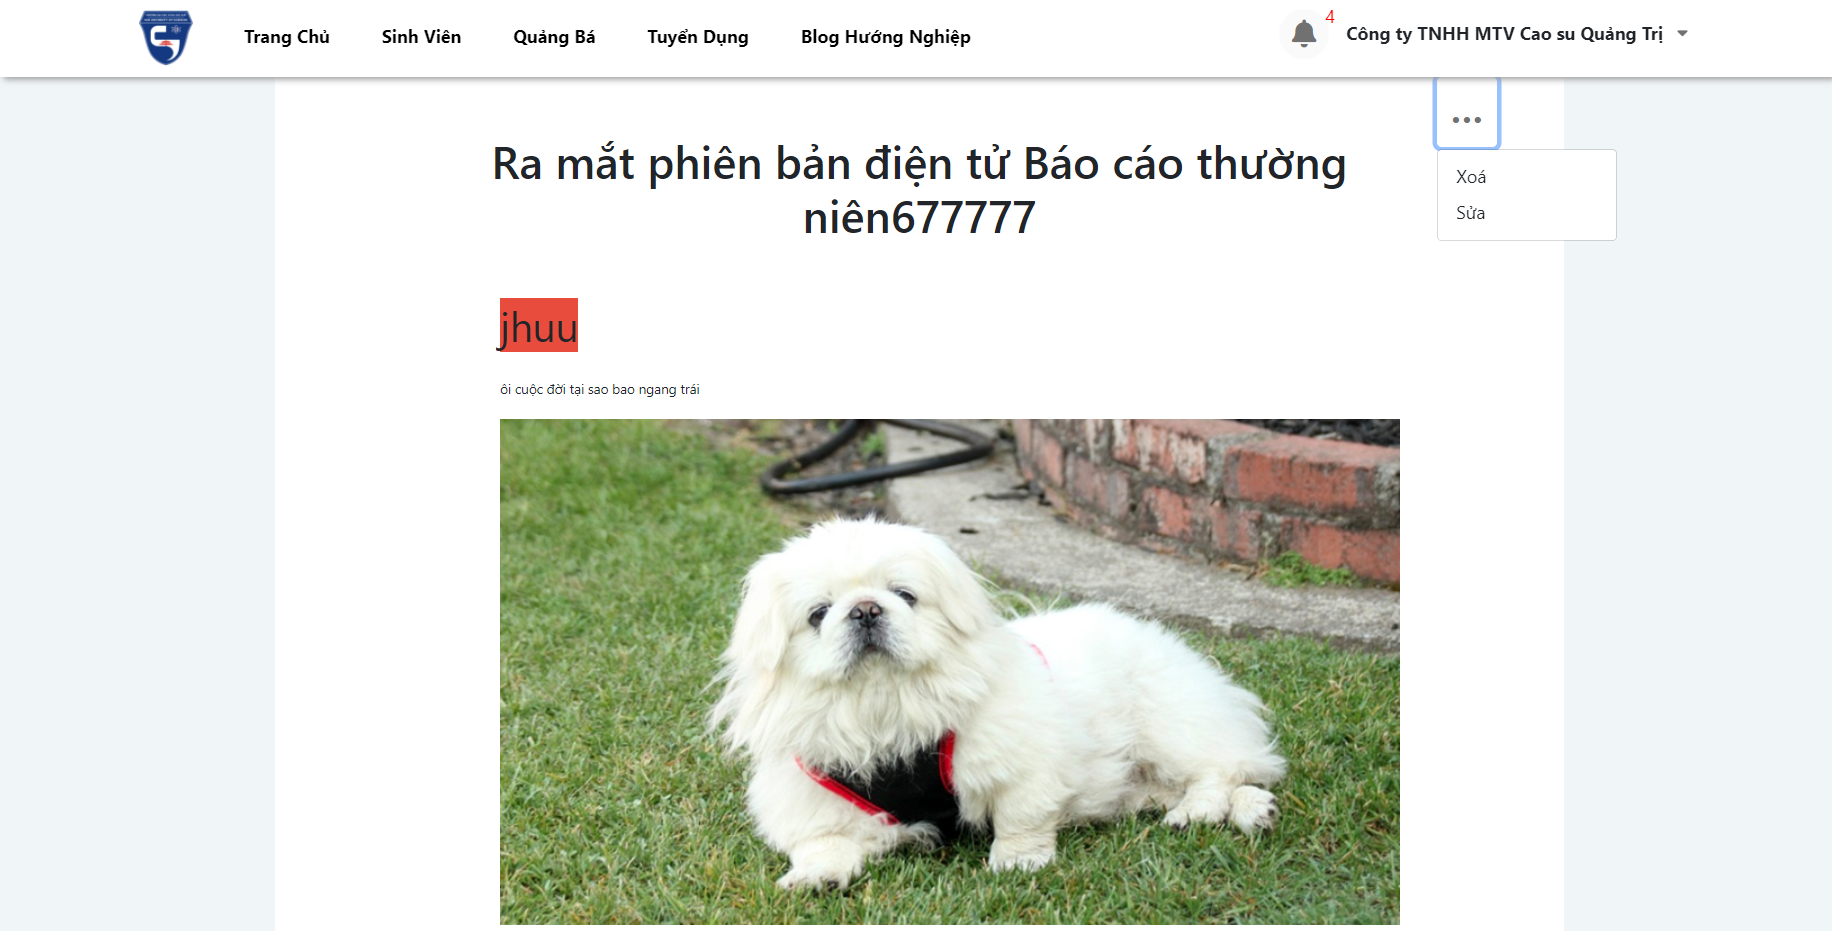 Trang Chủ Sinh Viên Quảng Bá Tuyển Dụng Blog Hướng Nghiệp 4 Công ty TNHH MTV Cao su Quảng Trị
Ra mắt phiên bản điện tử Báo cáo thường
niên677777
Xoá
Sửa
jhuu
ôi cuộc đời tại sao bao ngang trái